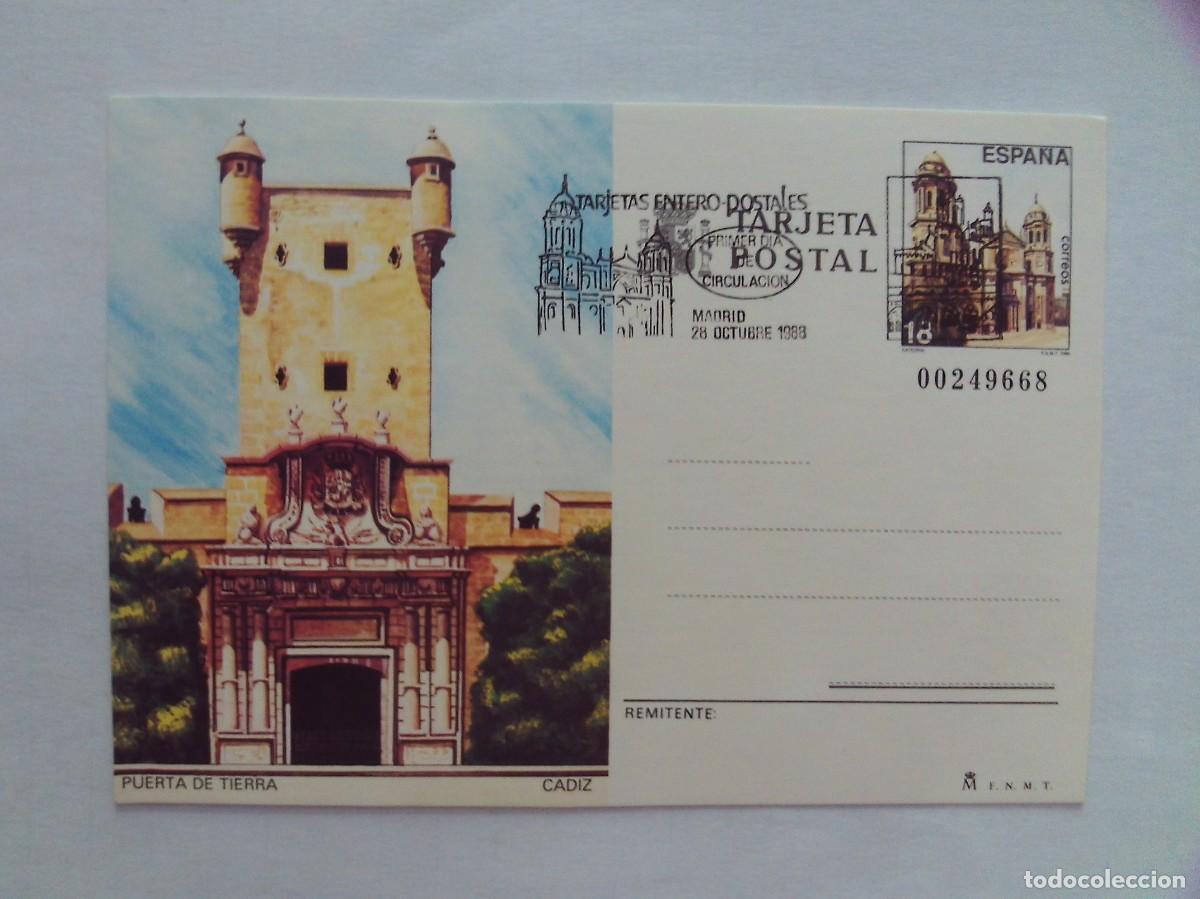 ESPAÑA
TARJETAS ENTERO-POSTALES
TARJETA
POSTAL
PRIMER DIA
DE
CIRCULACION
MADRID
28 OCTUBRE 1988
correos
18
00249668
REMITENTE:
PUERTA DE TIERRA CADIZ
M F. N. M. T.
todocoleccion